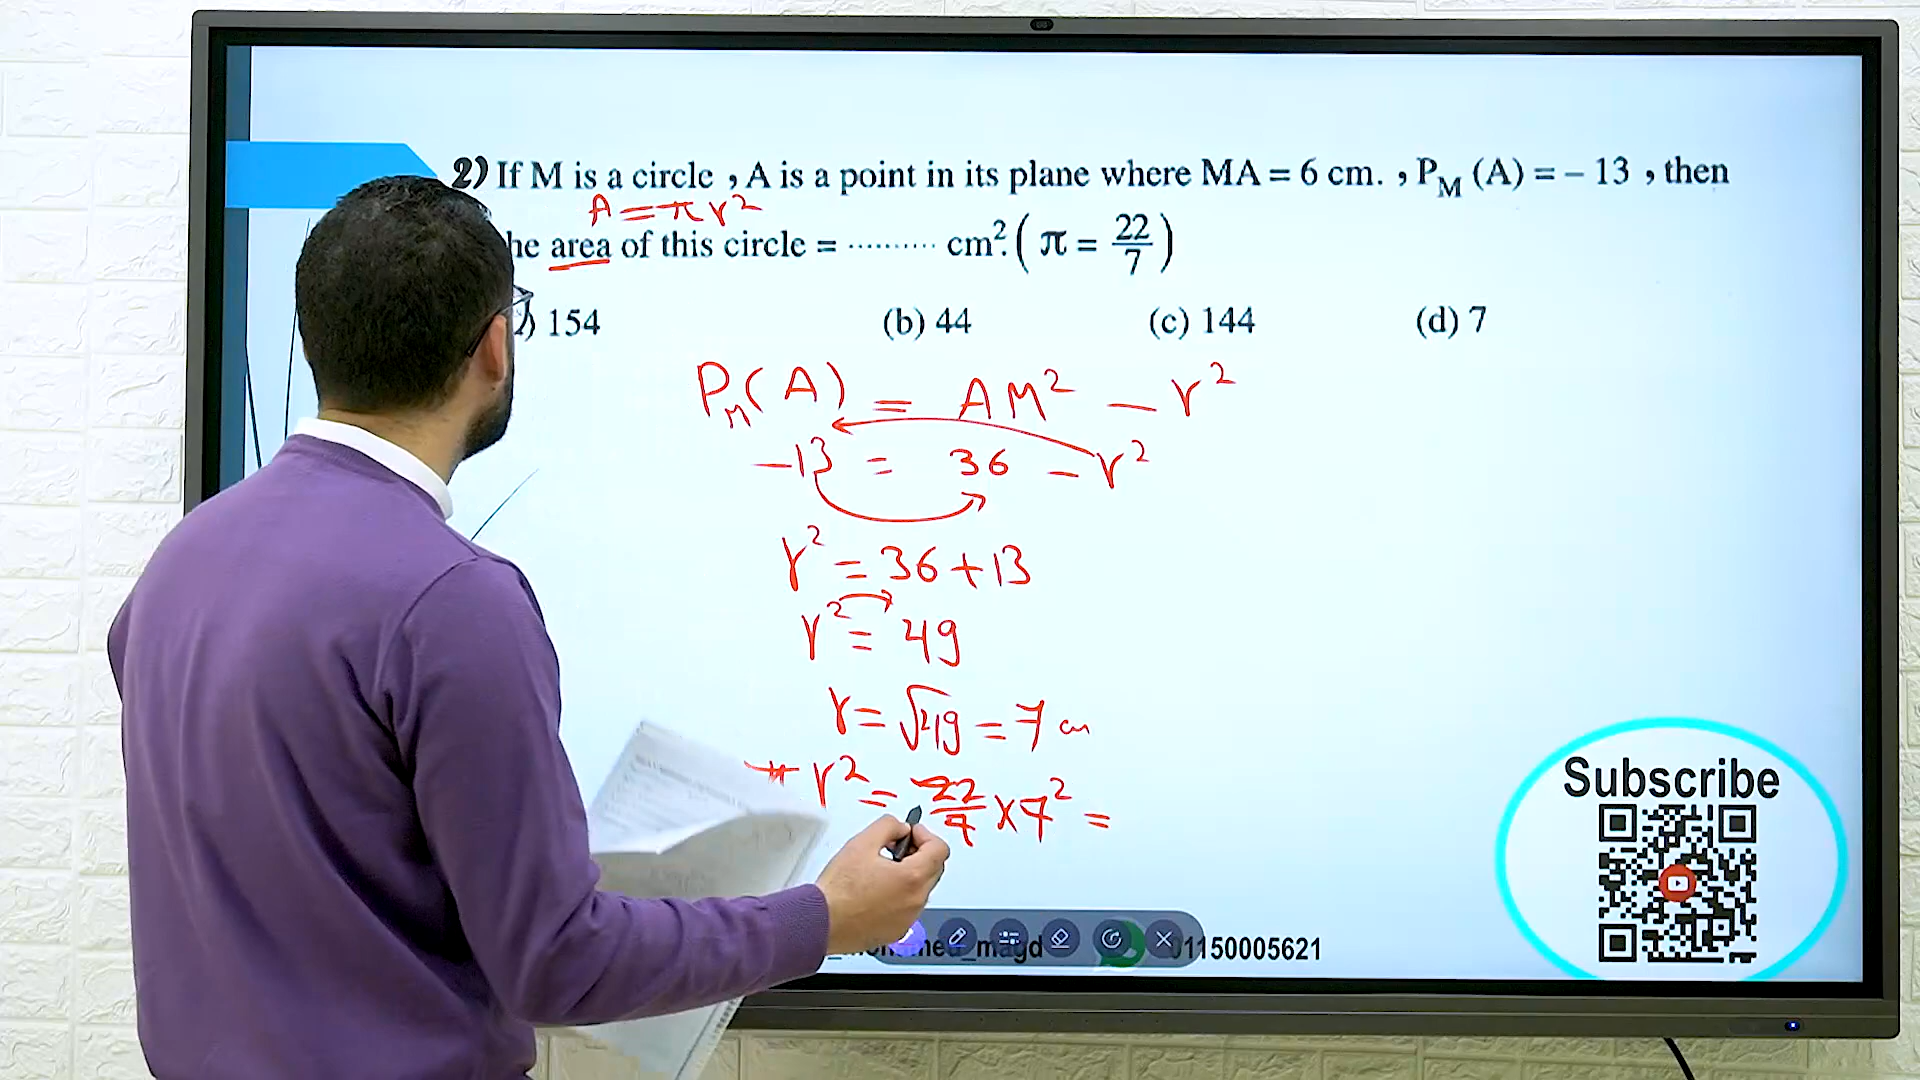 2) If M is a circle , A is a point in its plane where MA = 6 cm. , P_M (A) = – 13 , then
A = π r²
he area of this circle = .......... cm². ( π = 22/7 )
) 154 (b) 44 (c) 144 (d) 7
P_M(A) = AM² – r²
–13 = 36 – r²
r² = 36 + 13
r² = 49
r = √49 = 7 cm
π r² = 22/7 × 7² =
Subscribe
magd 01150005621